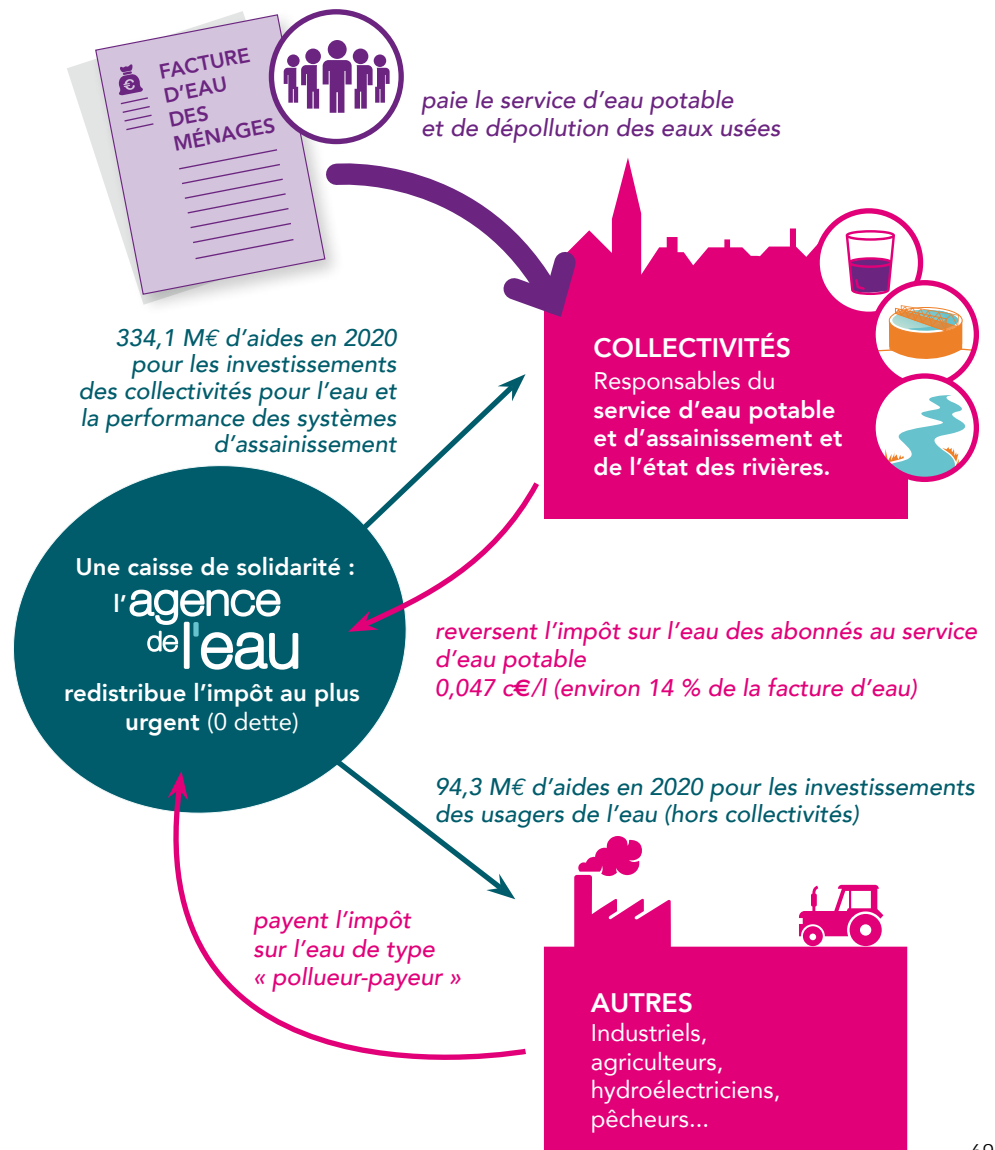 FACTURE
D'EAU
DES
MÉNAGES
paie le service d'eau potable
et de dépollution des eaux usées
334,1 M€ d'aides en 2020
pour les investissements
des collectivités pour l'eau et
la performance des systèmes
d'assainissement
COLLECTIVITÉS
Responsables du
service d'eau potable
et d'assainissement et
de l'état des rivières.
Une caisse de solidarité :
l'agence
de l'eau
redistribue l'impôt au plus
urgent (0 dette)
reversent l'impôt sur l'eau des abonnés au service
d'eau potable
0,047 c€/l (environ 14 % de la facture d'eau)
94,3 M€ d'aides en 2020 pour les investissements
des usagers de l'eau (hors collectivités)
payent l'impôt
sur l'eau de type
« pollueur-payeur »
AUTRES
Industriels,
agriculteurs,
hydroélectriciens,
pêcheurs...